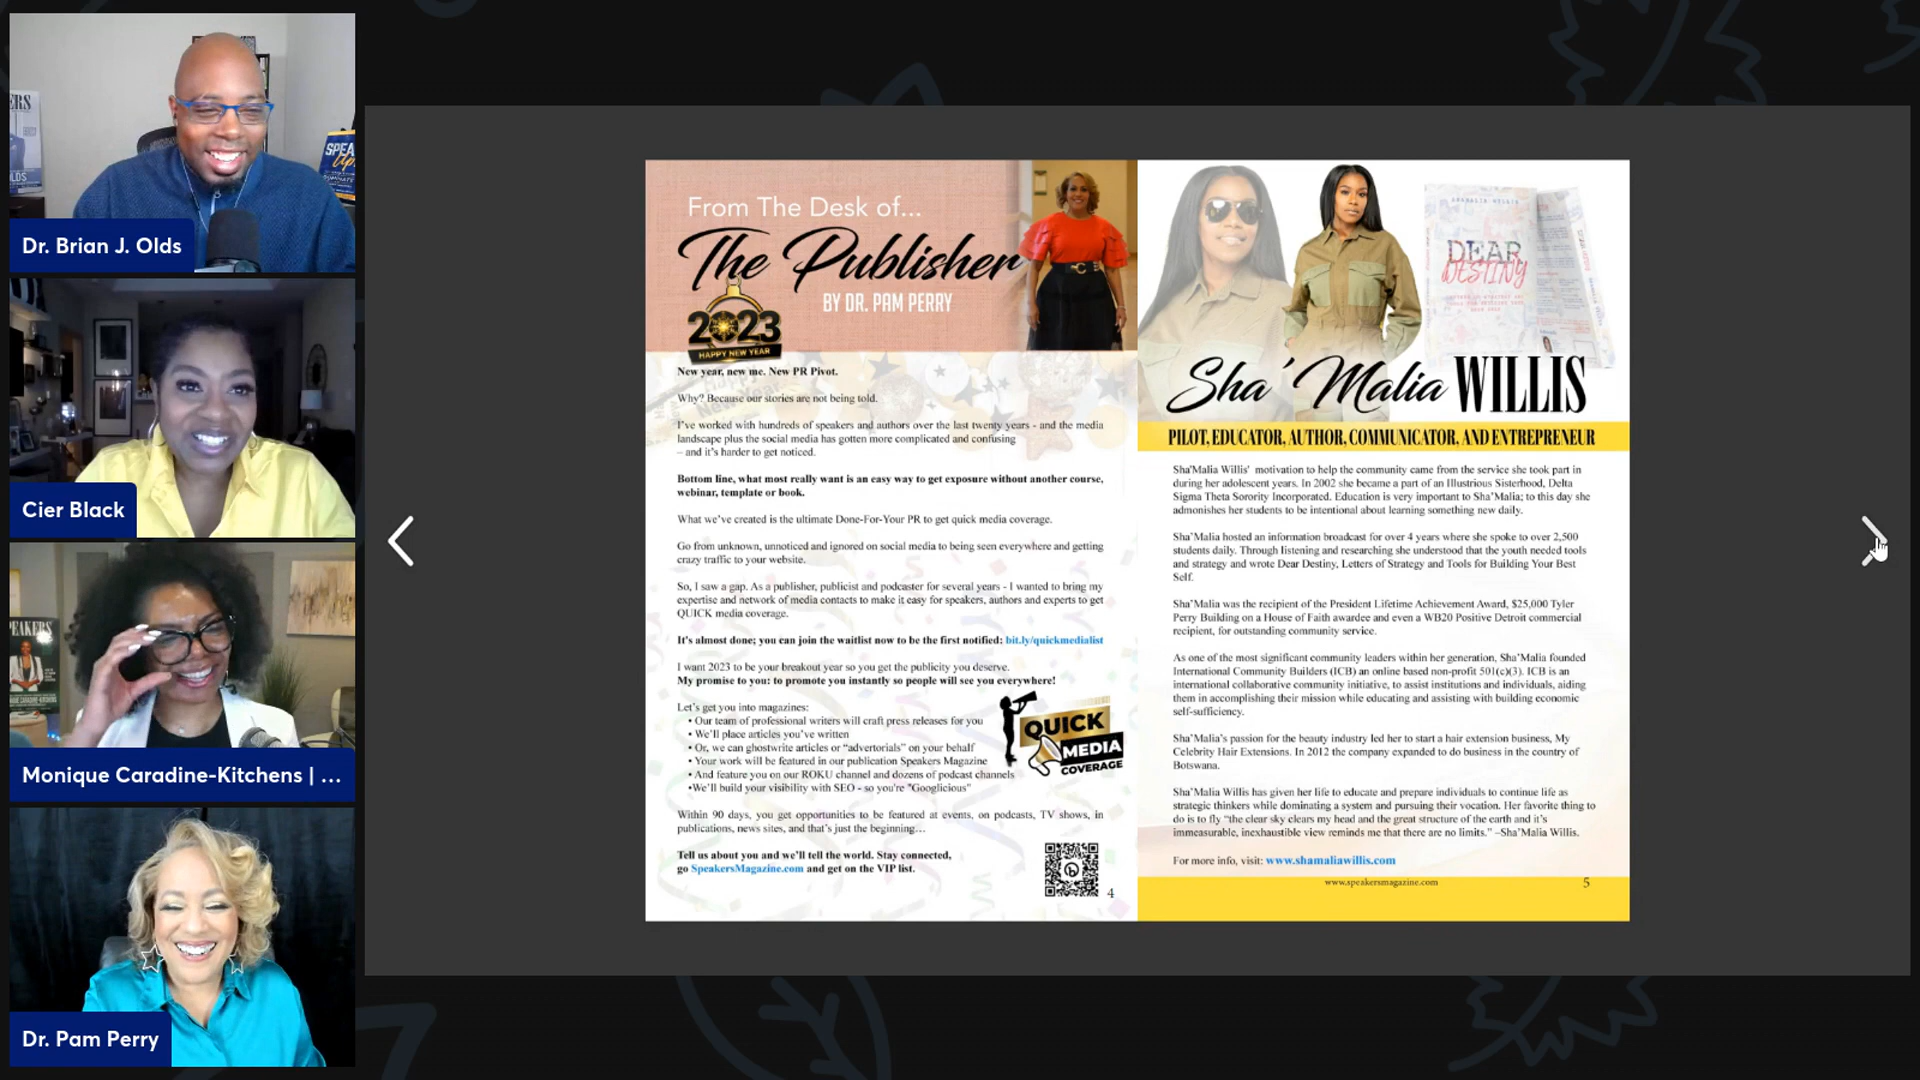 ERS
OLDS
SPEA
Up
Dr. Brian J. Olds
Cier Black
PEAKERS
MONIQUE CARADINE-KITCHENS
Monique Caradine-Kitchens | ...
Dr. Pam Perry
From The Desk of...
The Publisher
BY DR. PAM PERRY
2023
HAPPY NEW YEAR
New year, new me. New PR Pivot.
Why? Because our stories are not being told.
I've worked with hundreds of speakers and authors over the last twenty years - and the media
landscape plus the social media has gotten more complicated and confusing
– and it's harder to get noticed.
Bottom line, what most really want is an easy way to get exposure without another course,
webinar, template or book.
What we've created is the ultimate Done-For-Your PR to get quick media coverage.
Go from unknown, unnoticed and ignored on social media to being seen everywhere and getting
crazy traffic to your website.
So, I saw a gap. As a publisher, publicist and podcaster for several years - I wanted to bring my
expertise and network of media contacts to make it easy for speakers, authors and experts to get
QUICK media coverage.
It's almost done; you can join the waitlist now to be the first notified: bit.ly/quickmedialist
I want 2023 to be your breakout year so you get the publicity you deserve.
My promise to you: to promote you instantly so people will see you everywhere!
Let's get you into magazines:
• Our team of professional writers will craft press releases for you
• We'll place articles you've written
• Or, we can ghostwrite articles or "advertorials" on your behalf
• Your work will be featured in our publication Speakers Magazine
• And feature you on our ROKU channel and dozens of podcast channels
•We'll build your visibility with SEO - so you're "Googlicious"
QUICK
MEDIA
COVERAGE
Within 90 days, you get opportunities to be featured at events, on podcasts, TV shows, in
publications, news sites, and that's just the beginning…
Tell us about you and we'll tell the world. Stay connected,
go SpeakersMagazine.com and get on the VIP list.
4
SHAMALIA WILLIS
DEAR
DESTINY
Sha'Malia WILLIS
PILOT, EDUCATOR, AUTHOR, COMMUNICATOR, AND ENTREPRENEUR
Sha'Malia Willis' motivation to help the community came from the service she took part in
during her adolescent years. In 2002 she became a part of an Illustrious Sisterhood, Delta
Sigma Theta Sorority Incorporated. Education is very important to Sha'Malia; to this day she
admonishes her students to be intentional about learning something new daily.
Sha'Malia hosted an information broadcast for over 4 years where she spoke to over 2,500
students daily. Through listening and researching she understood that the youth needed tools
and strategy and wrote Dear Destiny, Letters of Strategy and Tools for Building Your Best
Self.
Sha'Malia was the recipient of the President Lifetime Achievement Award, $25,000 Tyler
Perry Building on a House of Faith awardee and even a WB20 Positive Detroit commercial
recipient, for outstanding community service.
As one of the most significant community leaders within her generation, Sha'Malia founded
International Community Builders (ICB) an online based non-profit 501(c)(3). ICB is an
international collaborative community initiative, to assist institutions and individuals, aiding
them in accomplishing their mission while educating and assisting with building economic
self-sufficiency.
Sha'Malia's passion for the beauty industry led her to start a hair extension business, My
Celebrity Hair Extensions. In 2012 the company expanded to do business in the country of
Botswana.
Sha'Malia Willis has given her life to educate and prepare individuals to continue life as
strategic thinkers while dominating a system and pursuing their vocation. Her favorite thing to
do is to fly "the clear sky clears my head and the great structure of the earth and it's
immeasurable, inexhaustible view reminds me that there are no limits." –Sha'Malia Willis.
For more info, visit: www.shamaliawillis.com
www.speakersmagazine.com
5